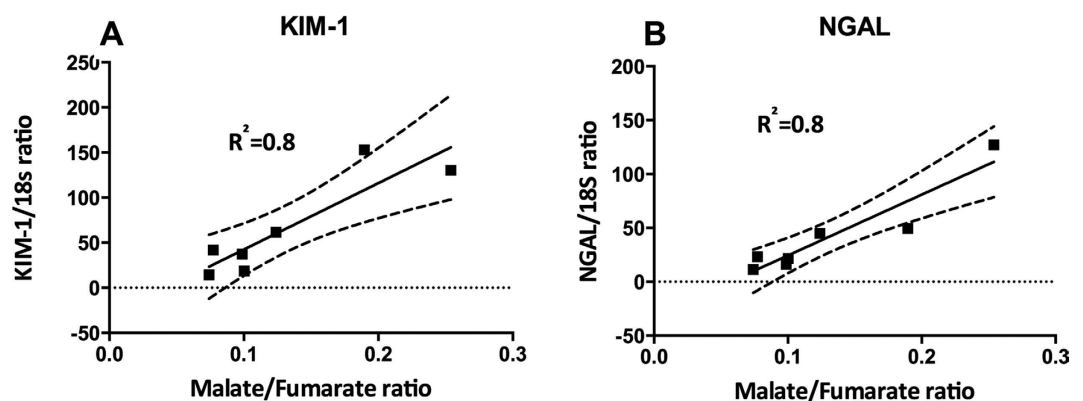 A
KIM-1
250
200
150
100
50
0
-50
KIM-1/18s ratio
R²=0.8
0.0 0.1 0.2 0.3
Malate/Fumarate ratio
B
NGAL
200
150
100
50
0
-50
NGAL/18S ratio
R²=0.8
0.0 0.1 0.2 0.3
Malate/Fumarate ratio